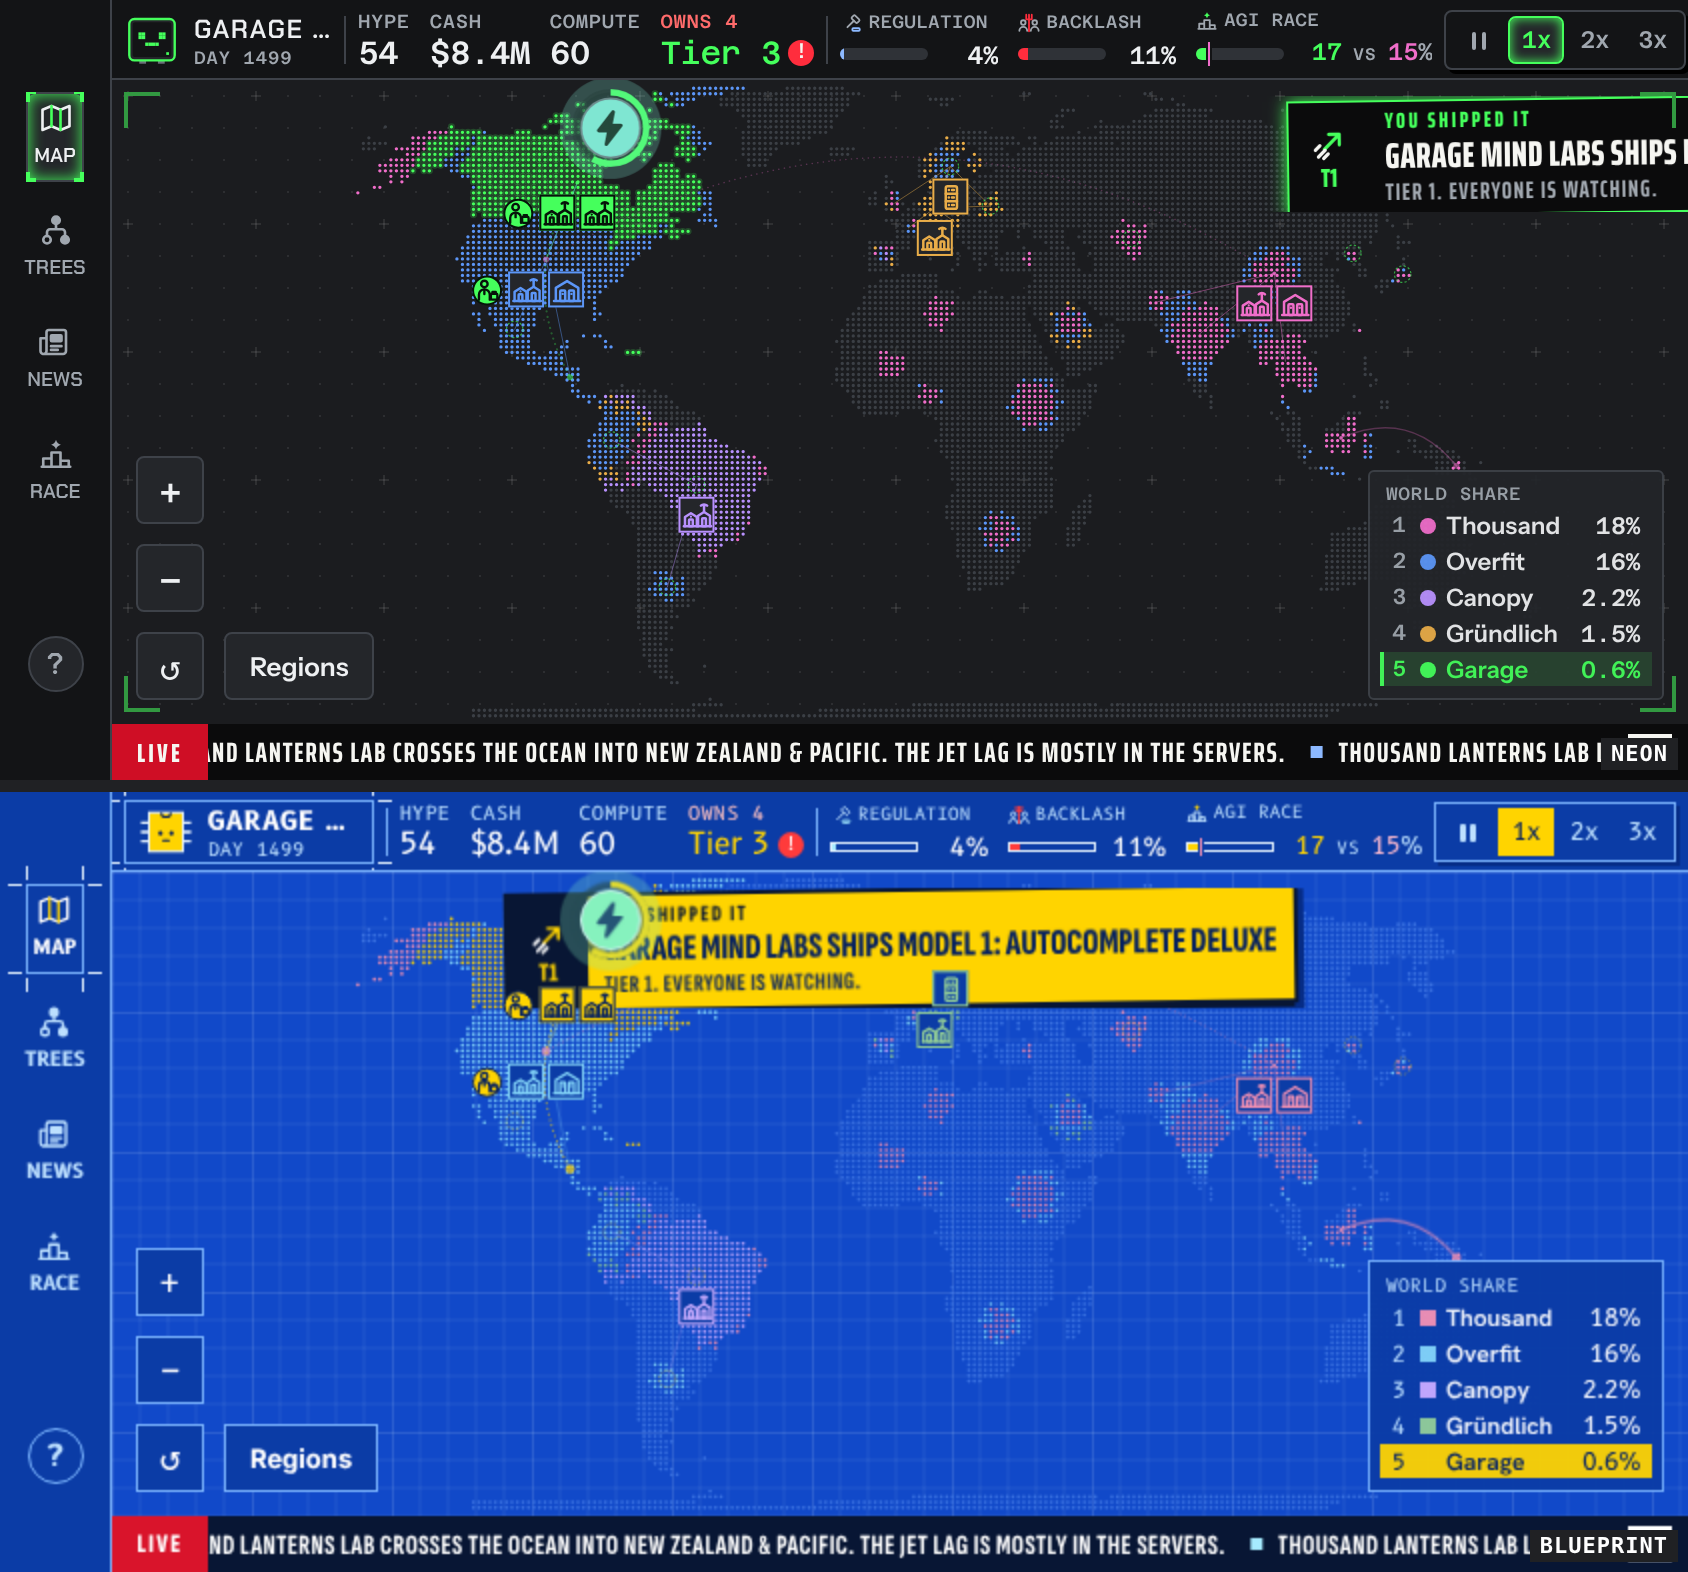 GARAGE ...
DAY 1499
HYPE
54
CASH
$8.4M
COMPUTE
60
OWNS 4
Tier 3
!
REGULATION
4%
BACKLASH
11%
AGI RACE
17 VS 15%
1x
2x
3x
MAP
TREES
NEWS
RACE
?
YOU SHIPPED IT
GARAGE MIND LABS SHIPS
TIER 1. EVERYONE IS WATCHING.
T1
+
−
↺
Regions
WORLD SHARE
1 Thousand 18%
2 Overfit 16%
3 Canopy 2.2%
4 Gründlich 1.5%
5 Garage 0.6%
LIVE
AND LANTERNS LAB CROSSES THE OCEAN INTO NEW ZEALAND & PACIFIC. THE JET LAG IS MOSTLY IN THE SERVERS. THOUSAND LANTERNS LAB
NEON
GARAGE ...
DAY 1499
HYPE
54
CASH
$8.4M
COMPUTE
60
OWNS 4
Tier 3
!
REGULATION
4%
BACKLASH
11%
AGI RACE
17 VS 15%
1x
2x
3x
MAP
TREES
NEWS
RACE
?
SHIPPED IT
RAGE MIND LABS SHIPS MODEL 1: AUTOCOMPLETE DELUXE
TIER 1. EVERYONE IS WATCHING.
T1
+
−
↺
Regions
WORLD SHARE
1 Thousand 18%
2 Overfit 16%
3 Canopy 2.2%
4 Gründlich 1.5%
5 Garage 0.6%
LIVE
ND LANTERNS LAB CROSSES THE OCEAN INTO NEW ZEALAND & PACIFIC. THE JET LAG IS MOSTLY IN THE SERVERS. THOUSAND LANTERNS LAB
BLUEPRINT